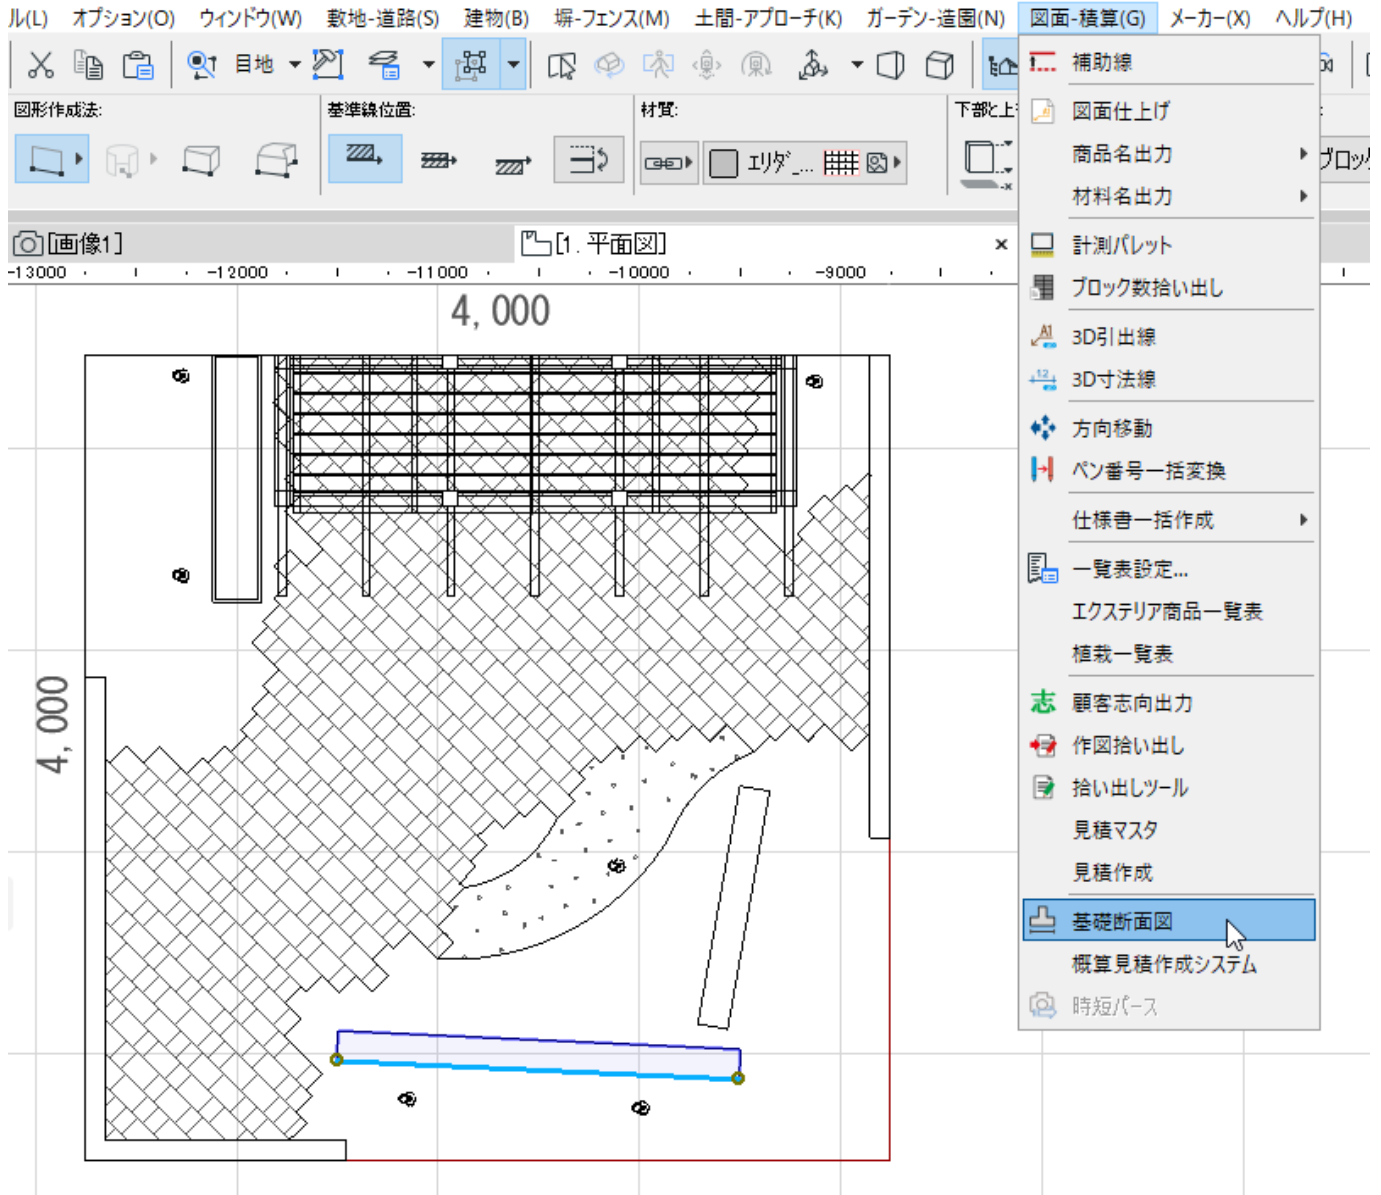 ル(L) オプション(O) ウィンドウ(W) 敷地-道路(S) 建物(B) 塀-フェンス(M) 土間-アプローチ(K) ガーデン-造園(N) 図面-積算(G) メーカー(X) ヘルプ(H)
目地
図形作成法:
基準線位置:
材質:
下部と上
エリダ_...
ブロック
[画像1]
[1. 平面図]
-13000 -12000 -11000 -10000 -9000
4,000
4,000
補助線
図面仕上げ
商品名出力
材料名出力
計測パレット
ブロック数拾い出し
3D引出線
3D寸法線
方向移動
ペン番号一括変換
仕様書一括作成
一覧表設定...
エクステリア商品一覧表
植栽一覧表
志 顧客志向出力
作図拾い出し
拾い出しツール
見積マスタ
見積作成
基礎断面図
概算見積作成システム
時短パース